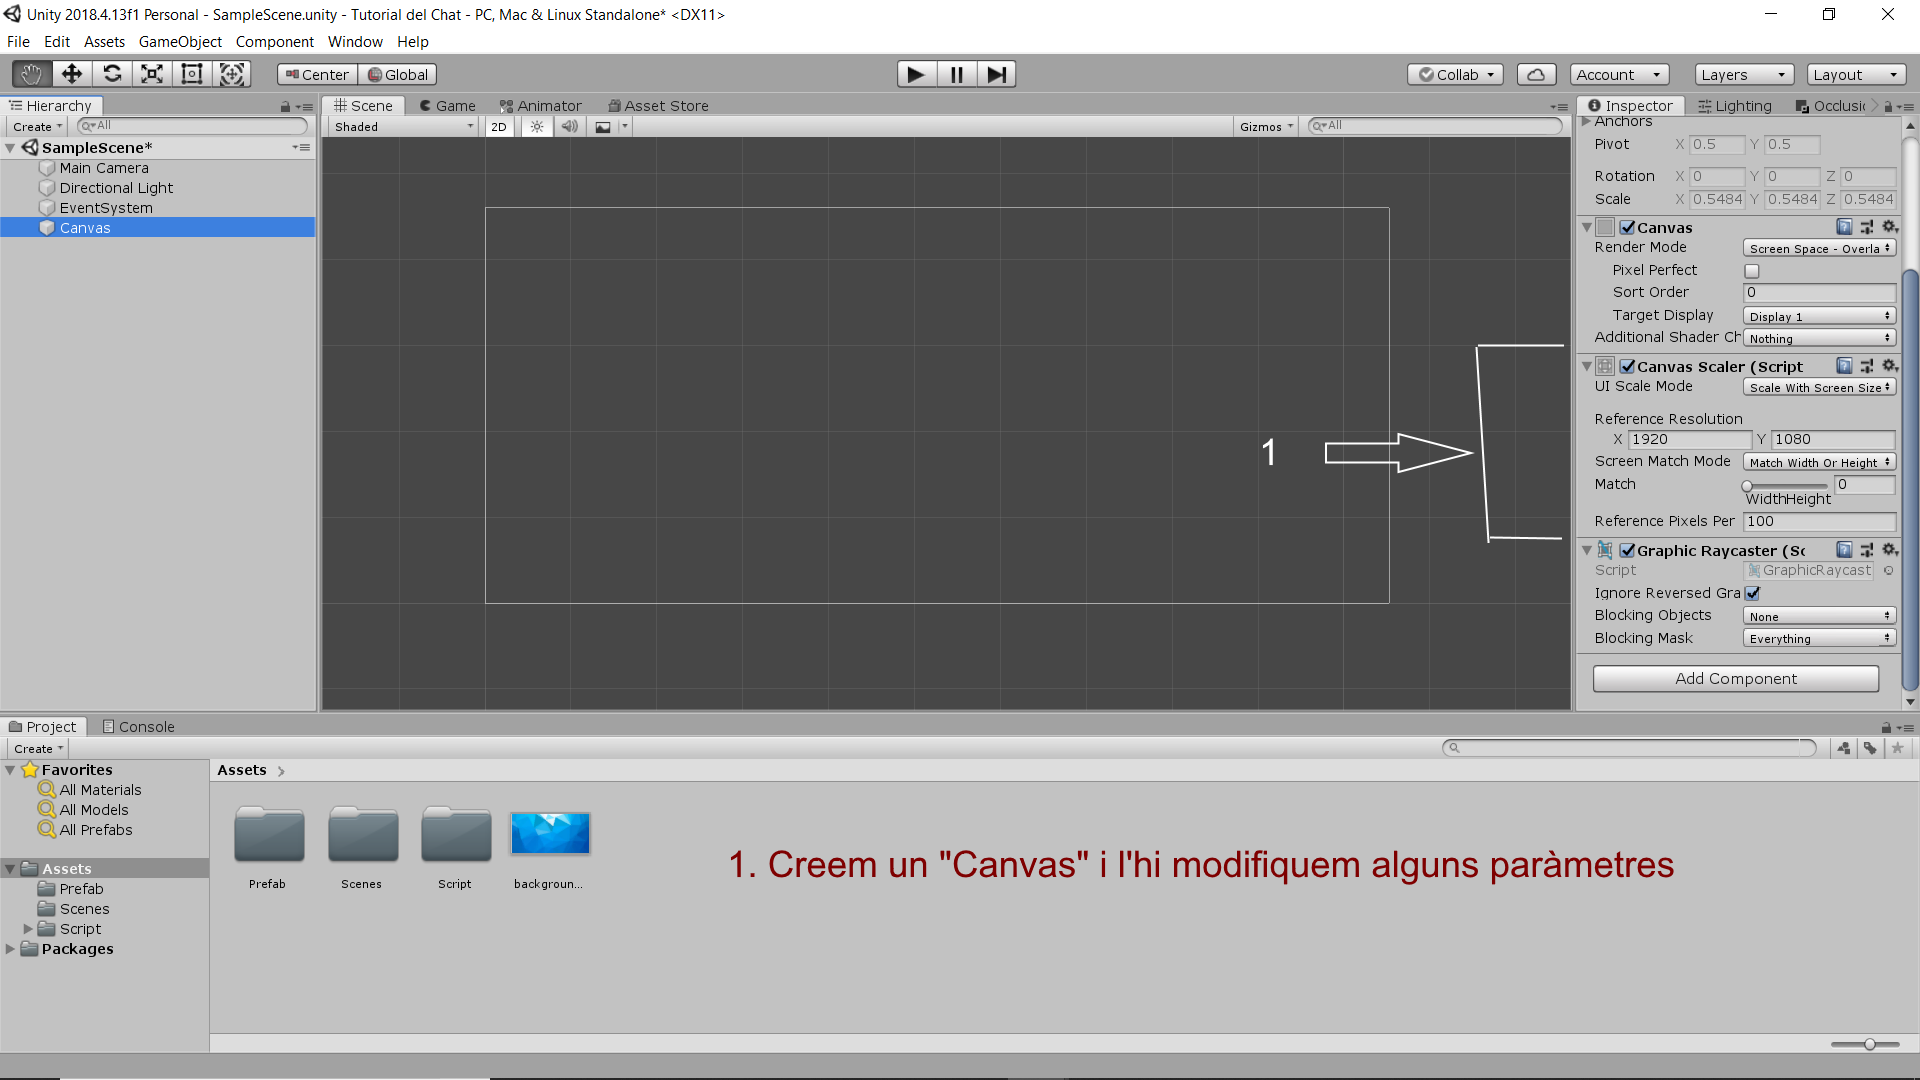 Unity 2018.4.13f1 Personal - SampleScene.unity - Tutorial del Chat - PC, Mac & Linux Standalone* <DX11>
File Edit Assets GameObject Component Window Help
Center Global Collab Account Layers Layout
Hierarchy
Create All
SampleScene*
Main Camera
Directional Light
EventSystem
Canvas
Scene Game Animator Asset Store
Shaded 2D Gizmos All
1
Inspector Lighting Occlusic
Anchors
Pivot X 0.5 Y 0.5
Rotation X 0 Y 0 Z 0
Scale X 0.5484 Y 0.5484 Z 0.5484
Canvas
Render Mode Screen Space - Overla
Pixel Perfect
Sort Order 0
Target Display Display 1
Additional Shader Ch Nothing
Canvas Scaler (Script
UI Scale Mode Scale With Screen Size
Reference Resolution
X 1920 Y 1080
Screen Match Mode Match Width Or Height
Match 0
WidthHeight
Reference Pixels Per 100
Graphic Raycaster (Sc
Script GraphicRaycast
Ignore Reversed Gra
Blocking Objects None
Blocking Mask Everything
Add Component
Project Console
Create
Favorites
All Materials
All Models
All Prefabs
Assets
Prefab
Scenes
Script
Packages
Assets
Prefab Scenes Script backgroun...
1. Creem un "Canvas" i l'hi modifiquem alguns paràmetres